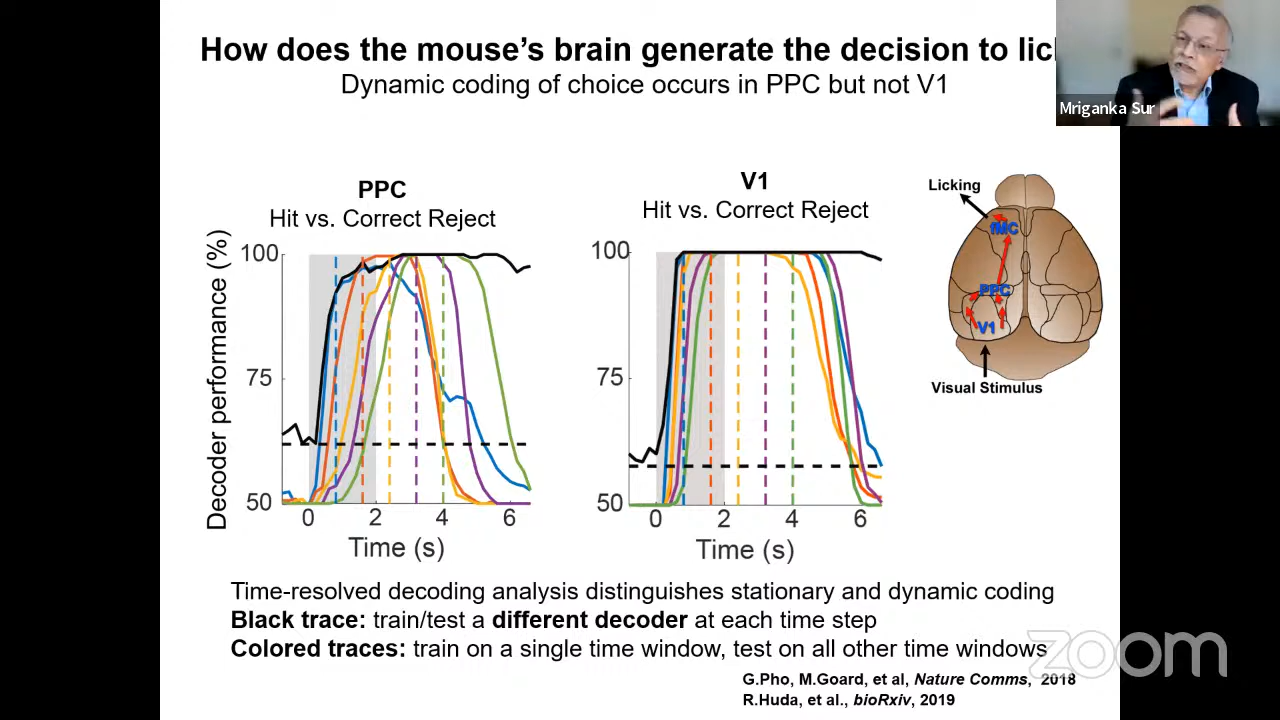 How does the mouse's brain generate the decision to lic
Dynamic coding of choice occurs in PPC but not V1
Mriganka Sur
PPC
Hit vs. Correct Reject
Decoder performance (%)
100
75
50
0
2
4
6
Time (s)
V1
Hit vs. Correct Reject
100
75
50
0
2
4
6
Time (s)
Licking
fMC
PPC
V1
Visual Stimulus
Time-resolved decoding analysis distinguishes stationary and dynamic coding
Black trace: train/test a different decoder at each time step
Colored traces: train on a single time window, test on all other time windows
zoom
G.Pho, M.Goard, et al, Nature Comms, 2018
R.Huda, et al., bioRxiv, 2019